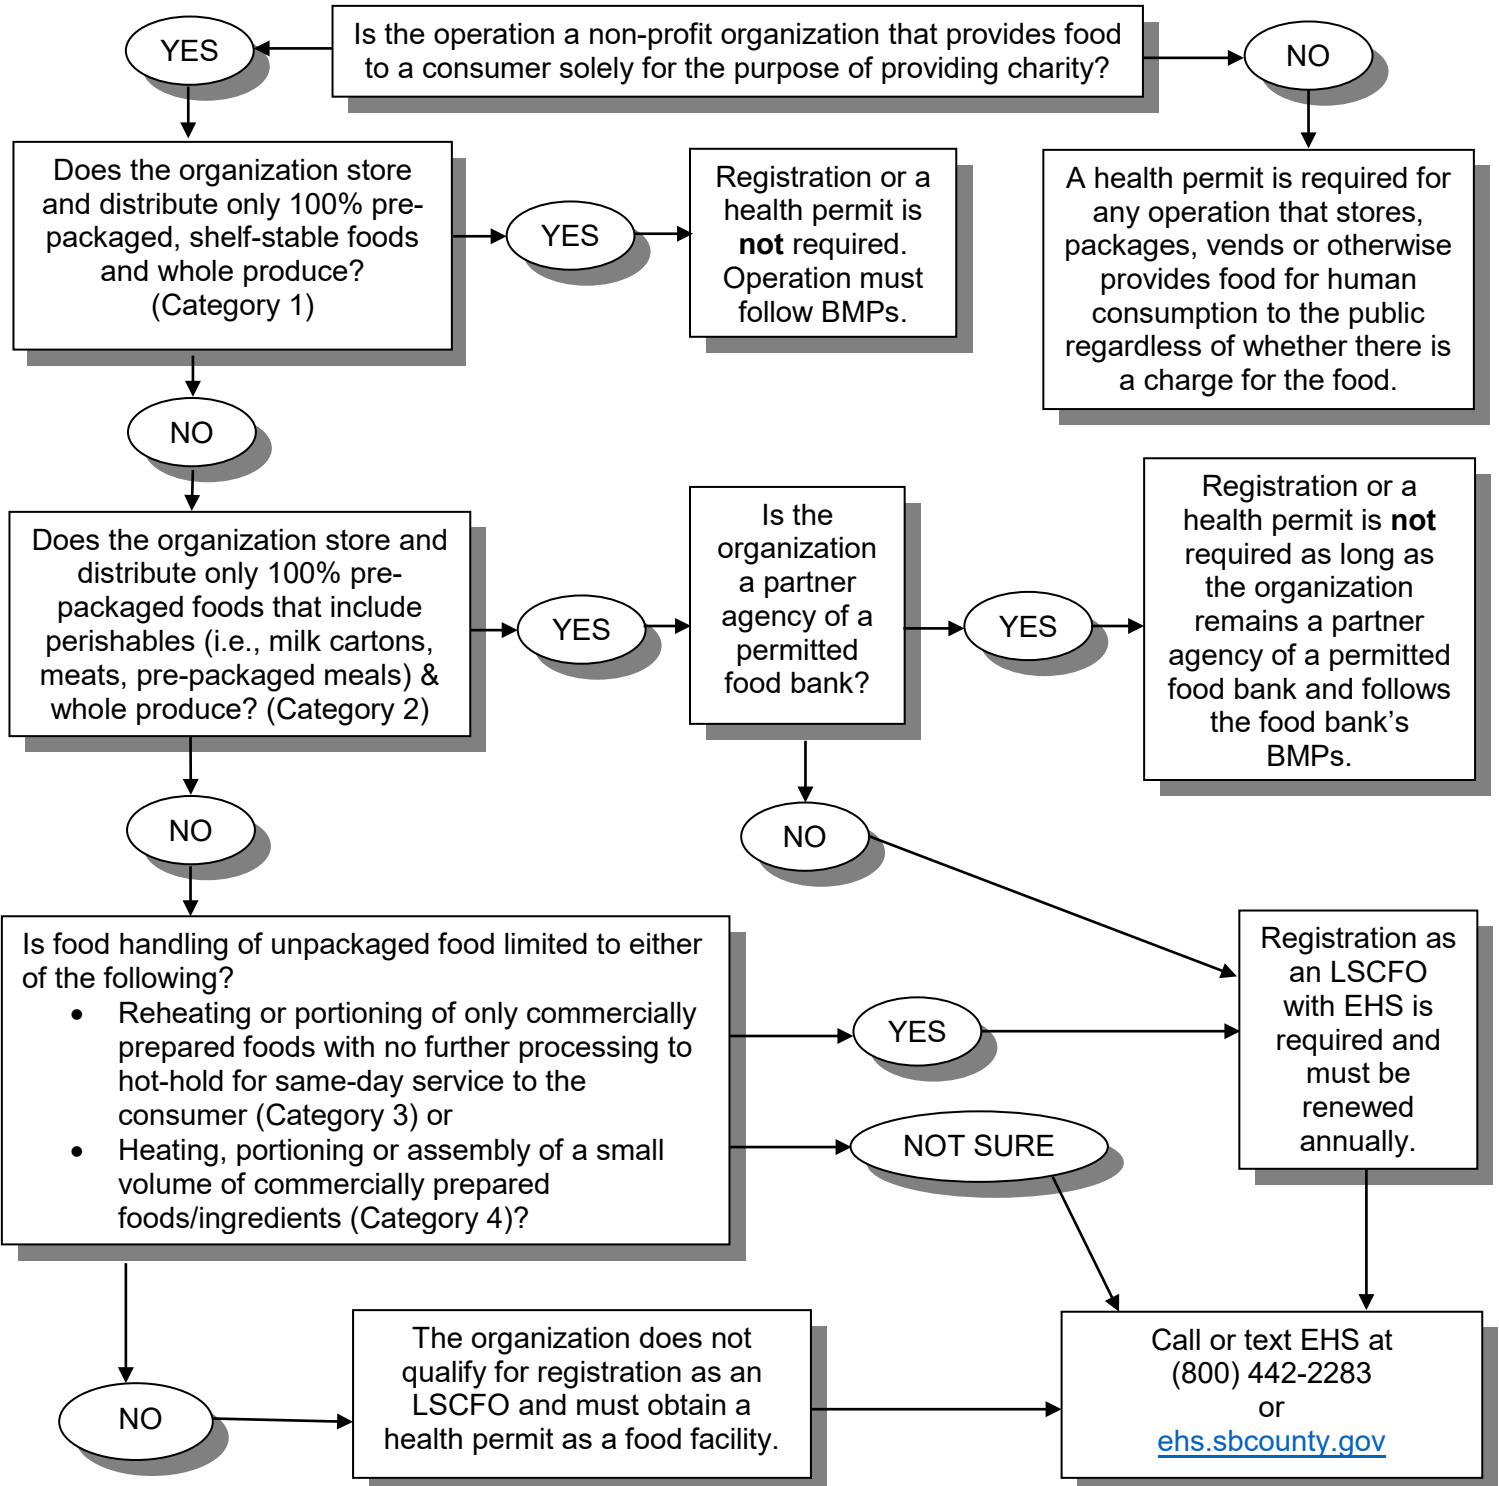 Is the operation a non-profit organization that provides food
to a consumer solely for the purpose of providing charity?
YES
NO
Does the organization store
and distribute only 100% pre-
packaged, shelf-stable foods
and whole produce?
(Category 1)
YES
Registration or a
health permit is
not required.
Operation must
follow BMPs.
A health permit is required for
any operation that stores,
packages, vends or otherwise
provides food for human
consumption to the public
regardless of whether there is
a charge for the food.
NO
Does the organization store and
distribute only 100% pre-
packaged foods that include
perishables (i.e., milk cartons,
meats, pre-packaged meals) &
whole produce? (Category 2)
YES
Is the
organization
a partner
agency of a
permitted
food bank?
YES
Registration or a
health permit is not
required as long as
the organization
remains a partner
agency of a permitted
food bank and follows
the food bank’s
BMPs.
NO
NO
Is food handling of unpackaged food limited to either
of the following?
• Reheating or portioning of only commercially
prepared foods with no further processing to
hot-hold for same-day service to the
consumer (Category 3) or
• Heating, portioning or assembly of a small
volume of commercially prepared
foods/ingredients (Category 4)?
YES
NOT SURE
Registration as
an LSCFO
with EHS is
required and
must be
renewed
annually.
NO
The organization does not
qualify for registration as an
LSCFO and must obtain a
health permit as a food facility.
Call or text EHS at
(800) 442-2283
or
ehs.sbcounty.gov